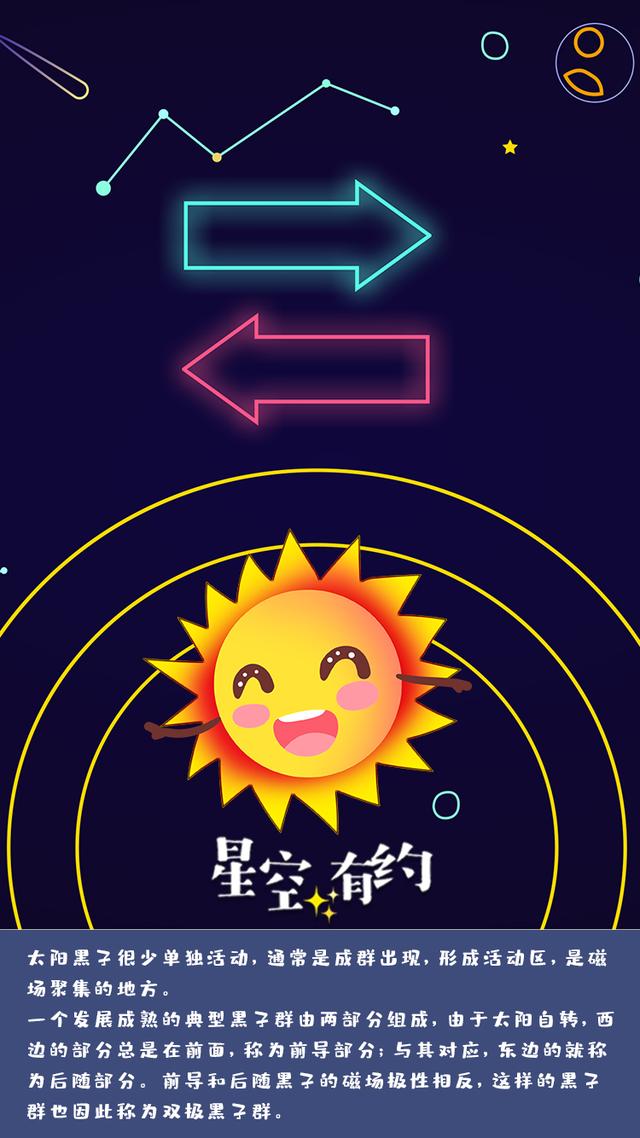 星空有约
太阳黑子很少单独活动,通常是成群出现,形成活动区,是磁
场聚集的地方。
一个发展成熟的典型黑子群由两部分组成,由于太阳自转,西
边的部分总是在前面,称为前导部分;与其对应,东边的就称
为后随部分。前导和后随黑子的磁场极性相反,这样的黑子
群也因此称为双极黑子群。